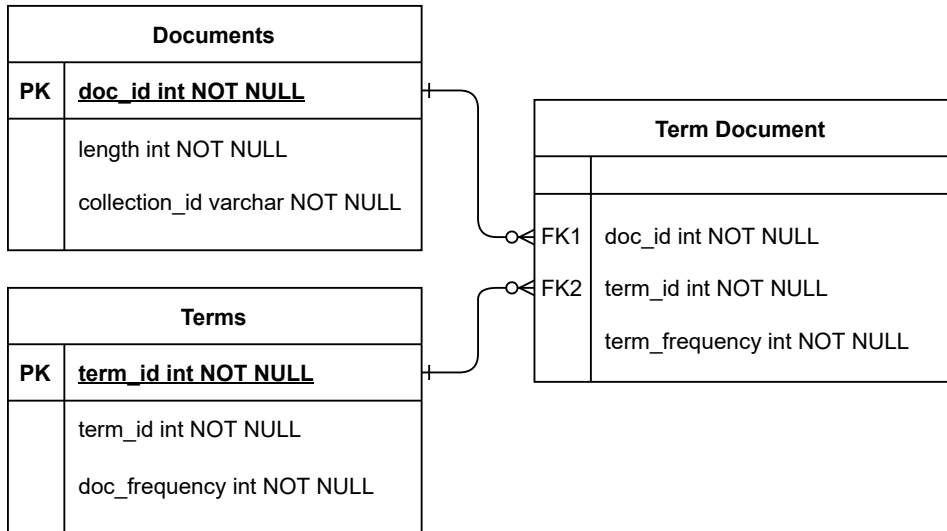 Documents
PK doc_id int NOT NULL
length int NOT NULL
collection_id varchar NOT NULL
Terms
PK term_id int NOT NULL
term_id int NOT NULL
doc_frequency int NOT NULL
Term Document
FK1 doc_id int NOT NULL
FK2 term_id int NOT NULL
term_frequency int NOT NULL